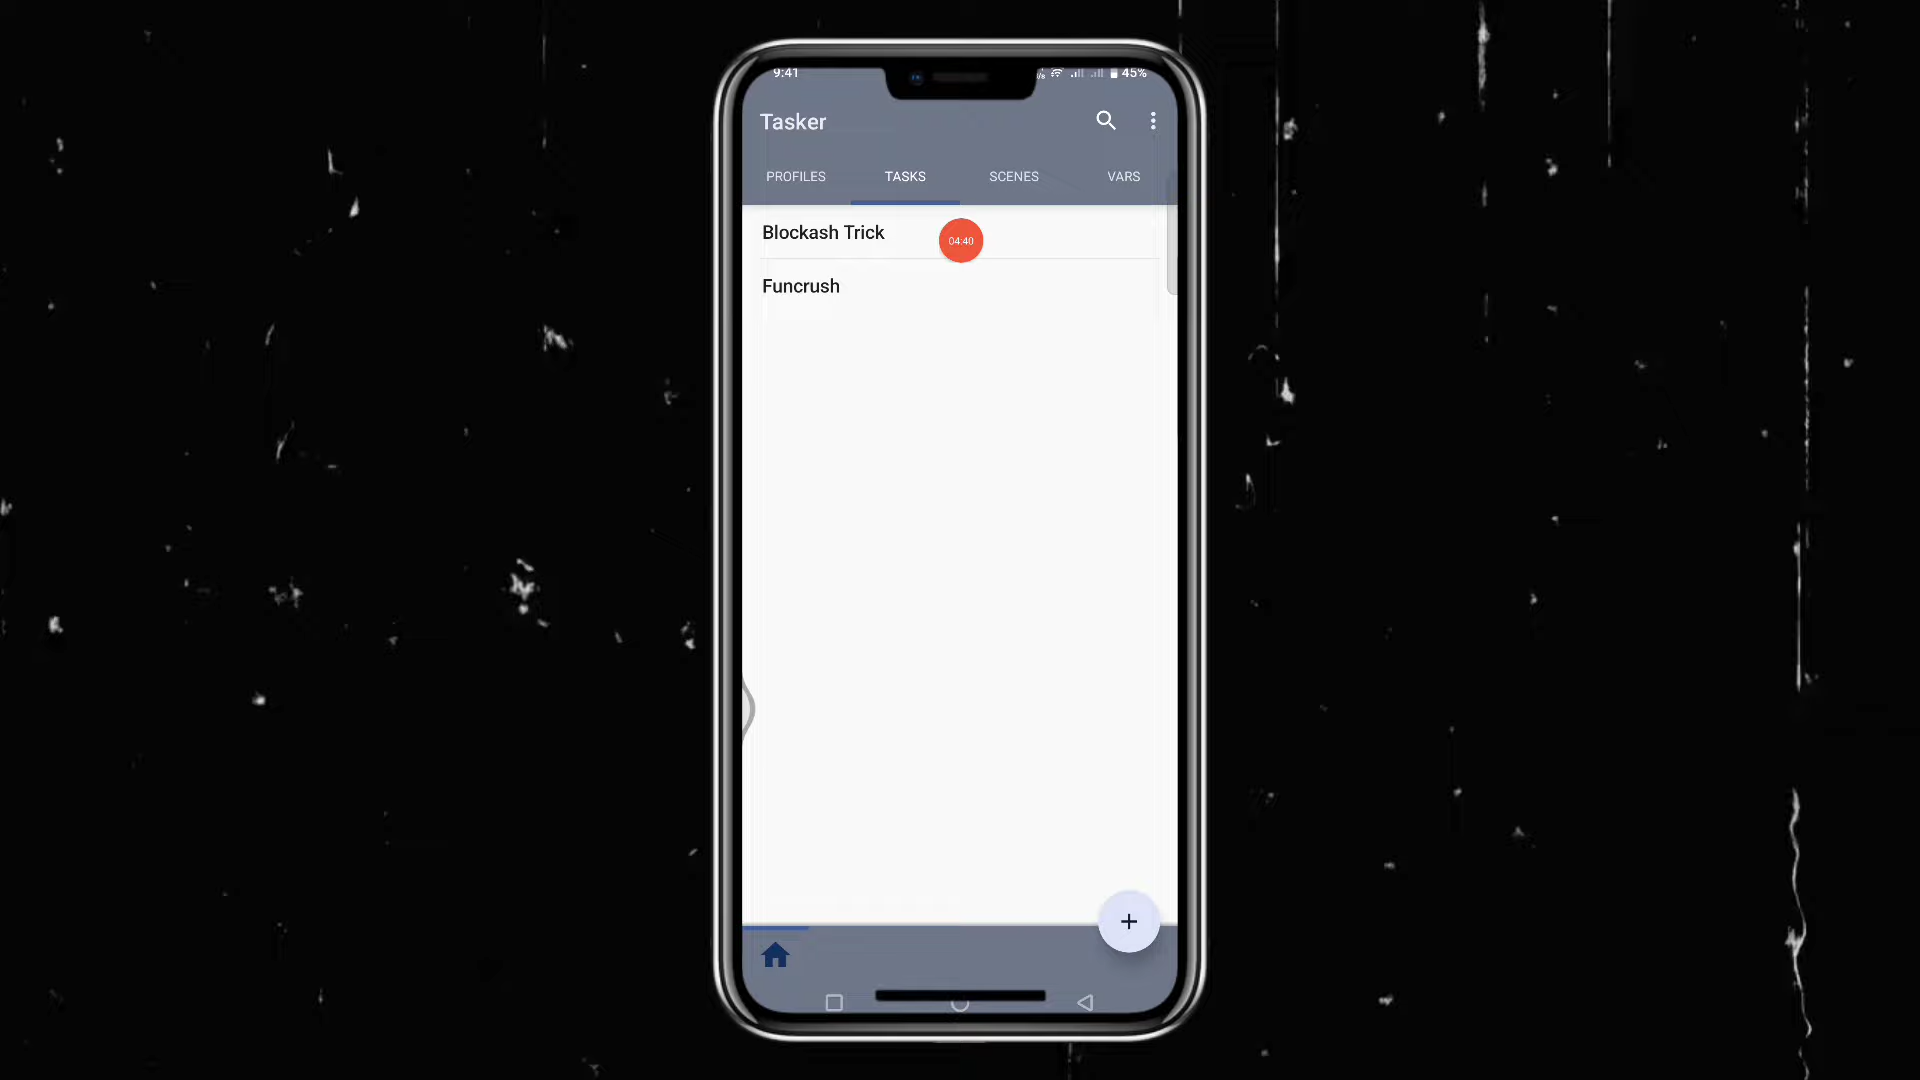 9:41
45%
Tasker
PROFILES TASKS SCENES VARS
Blockash Trick
04:40
Funcrush